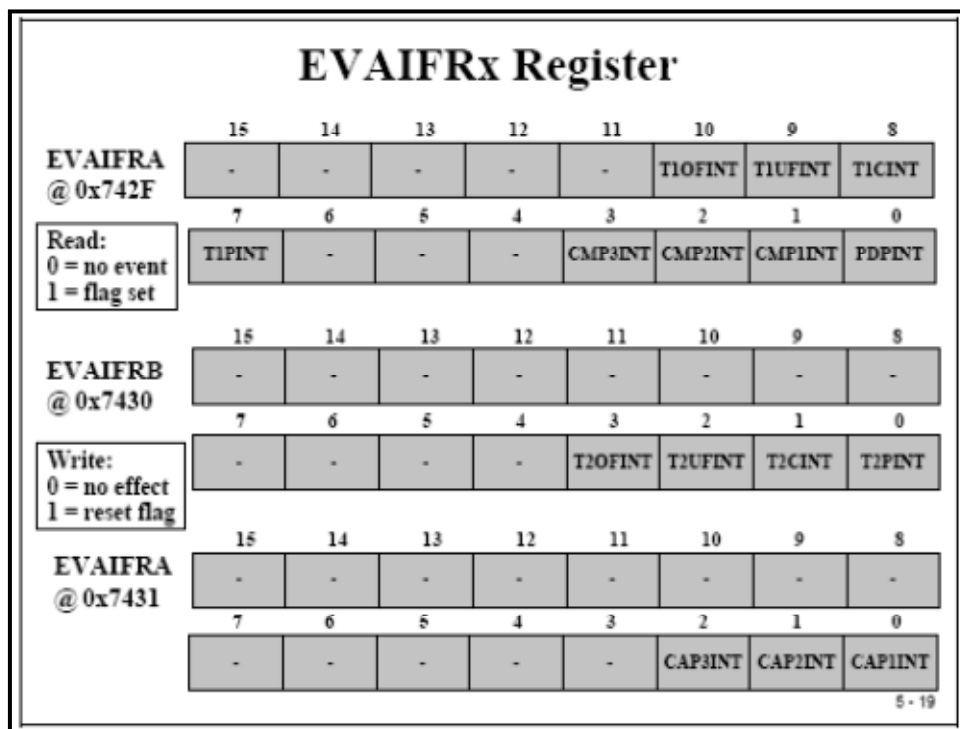 EVAIFRx Register
15 14 13 12 11 10 9 8
EVAIFRA
@ 0x742F
- - - - - T1OFINT T1UFINT T1CINT
7 6 5 4 3 2 1 0
Read:
0 = no event
1 = flag set
T1PINT - - - CMP3INT CMP2INT CMP1INT PDPINT
15 14 13 12 11 10 9 8
EVAIFRB
@ 0x7430
- - - - - - - -
7 6 5 4 3 2 1 0
Write:
0 = no effect
1 = reset flag
- - - - T2OFINT T2UFINT T2CINT T2PINT
15 14 13 12 11 10 9 8
EVAIFRA
@ 0x7431
- - - - - - - -
7 6 5 4 3 2 1 0
- - - - - CAP3INT CAP2INT CAP1INT
5 - 19